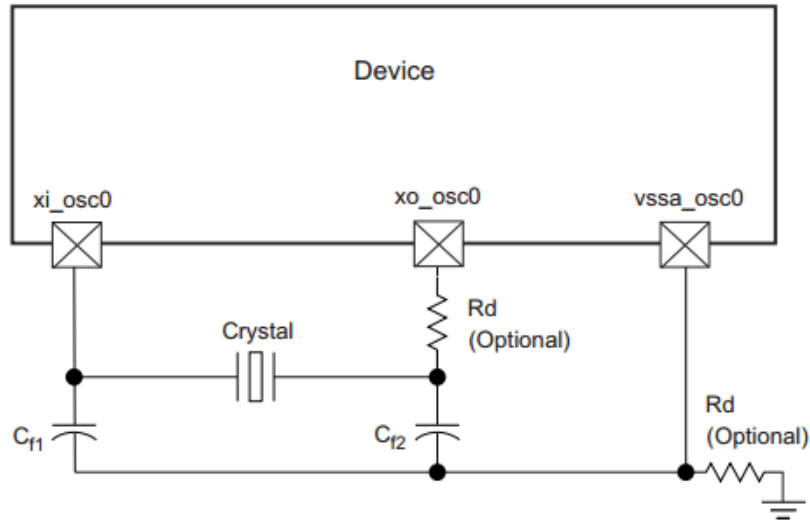 Device
xi_osc0
xo_osc0
vssa_osc0
Rd
(Optional)
Crystal
Rd
(Optional)
Cf1
Cf2